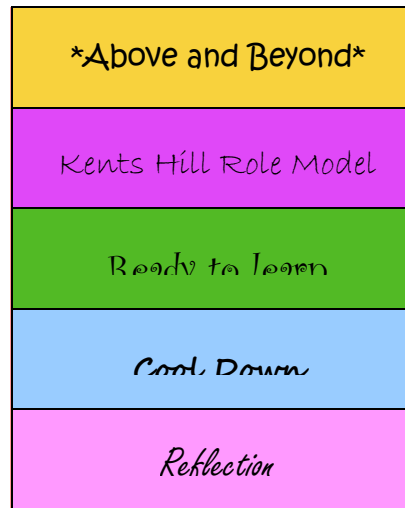 *Above and Beyond*
Kents Hill Role Model
Ready to learn
Cool Down
Reflection